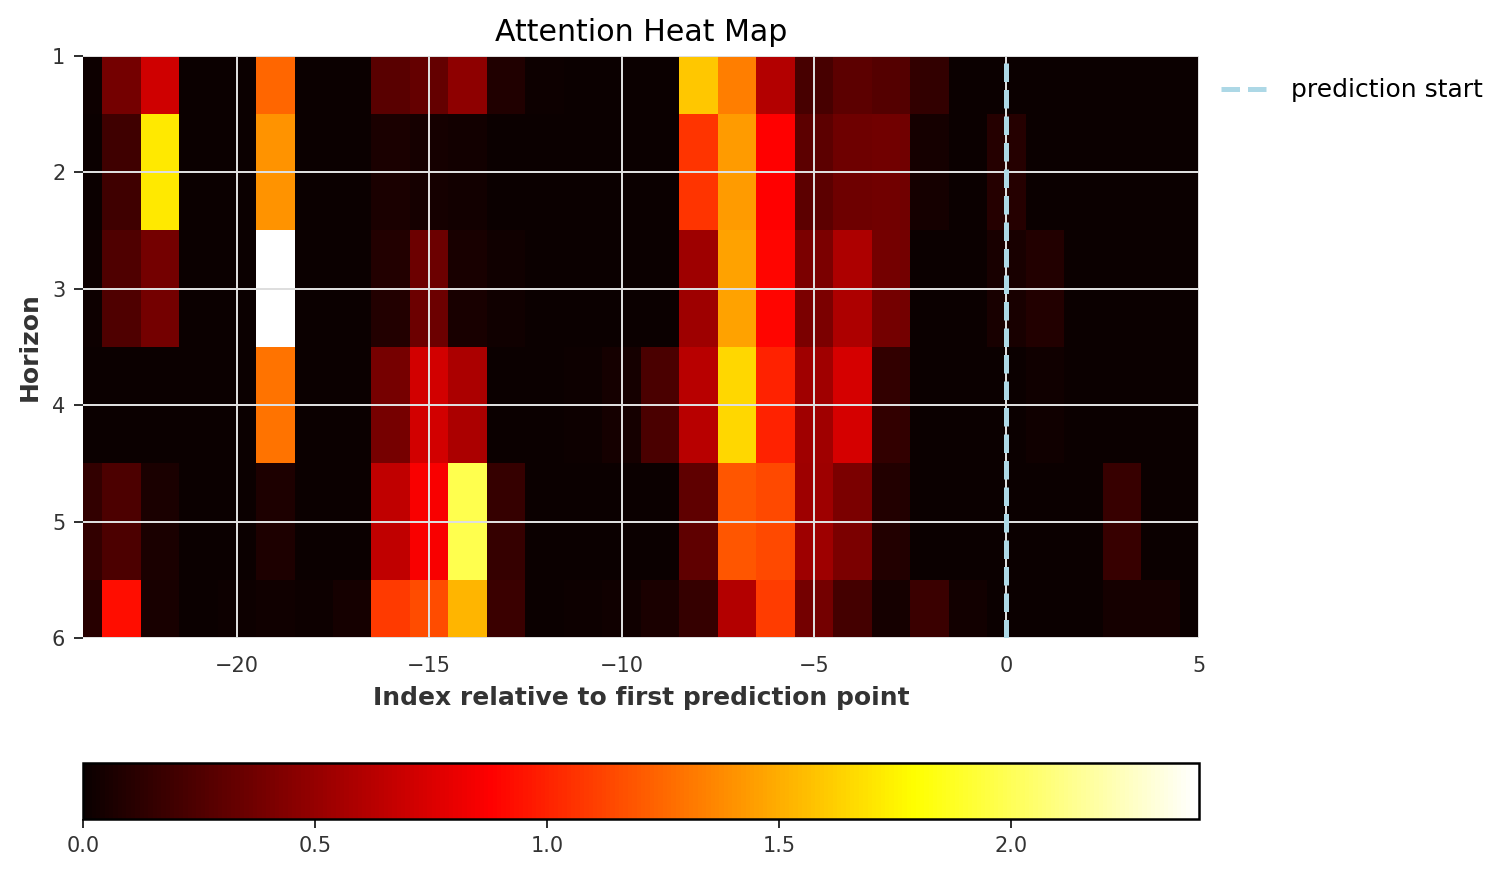 Attention Heat Map
prediction start
Horizon
1
2
3
4
5
6
−20 −15 −10 −5 0 5
Index relative to first prediction point
0.0 0.5 1.0 1.5 2.0